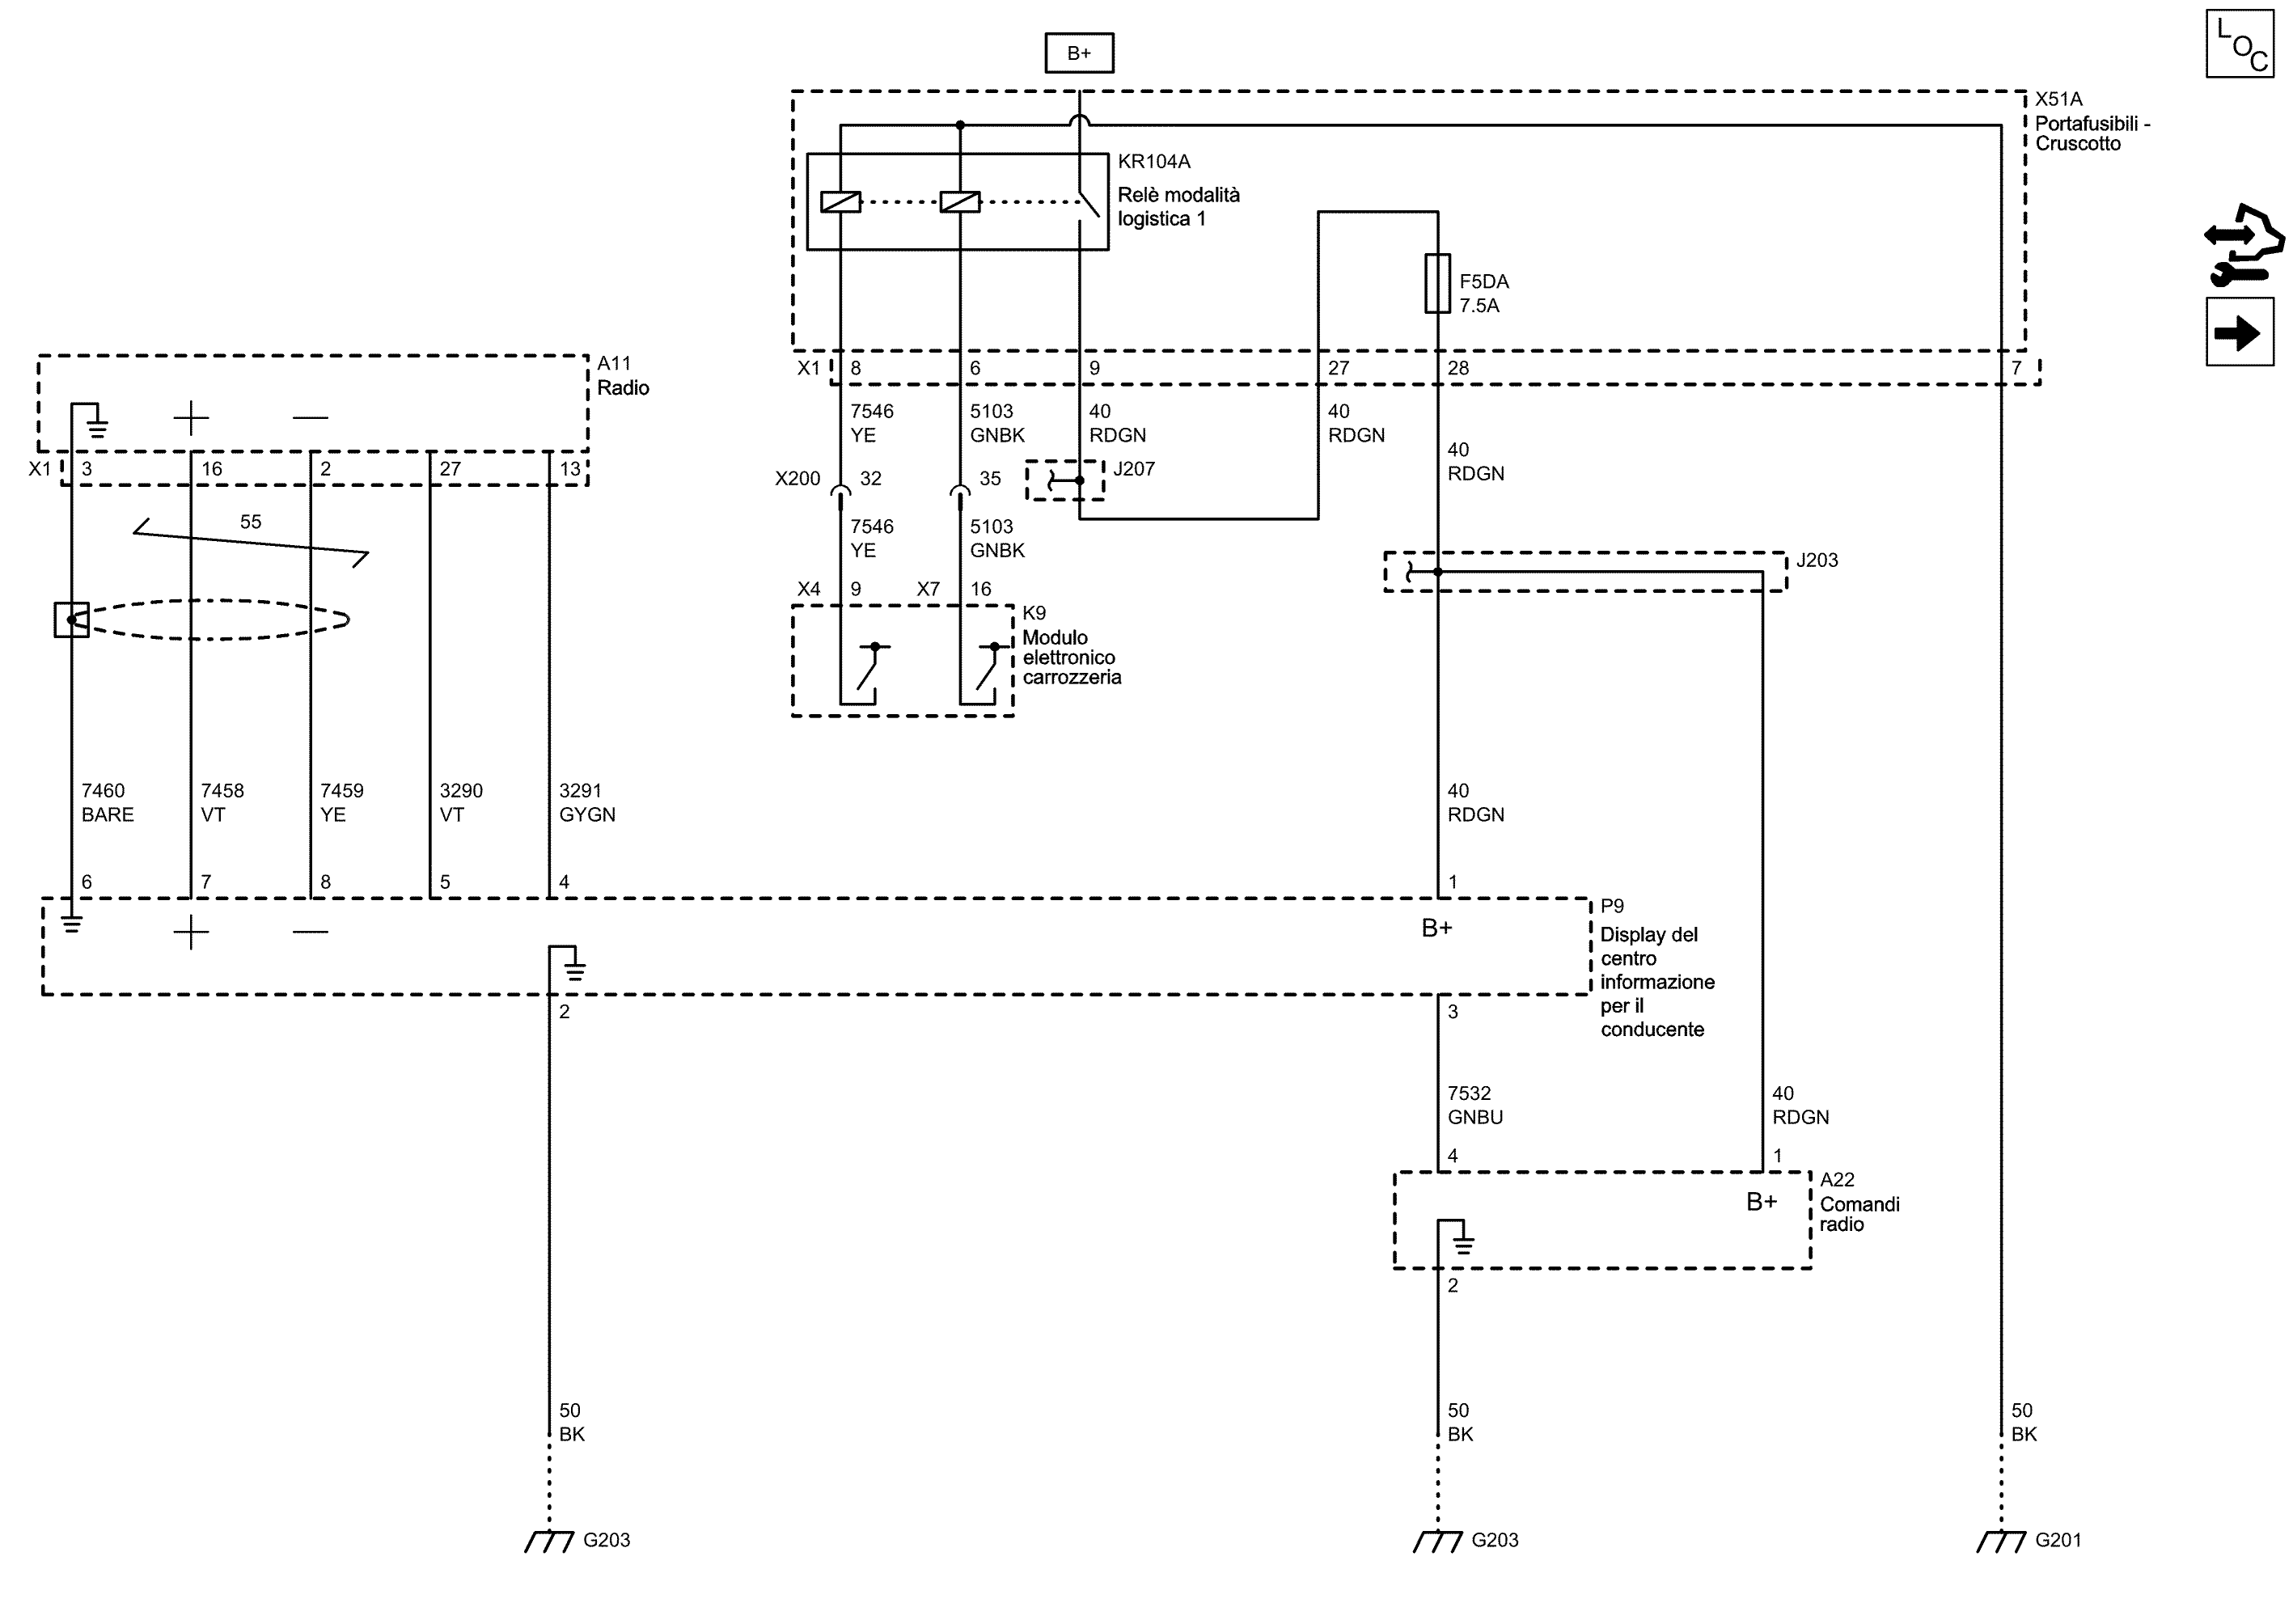 L
O
C
B+
X51A
Portafusibili -
Cruscotto
KR104A
Relè modalità
logistica 1
F5DA
7.5A
X1 8 6 9 27 28 7
7546 5103 40 40
YE GNBK RDGN RDGN
40
RDGN
A11
Radio
X1 3 16 2 27 13
55
X200 32 35 J207
7546 5103
YE GNBK
J203
X4 9 X7 16
K9
Modulo
elettronico
carrozzeria
7460 7458 7459 3290 3291 40
BARE VT YE VT GYGN RDGN
6 7 8 5 4 1
B+
P9
Display del
centro
informazione
per il
conducente
2 3
7532 40
GNBU RDGN
4 1
B+
A22
Comandi
radio
2
50 50 50
BK BK BK
G203 G203 G201